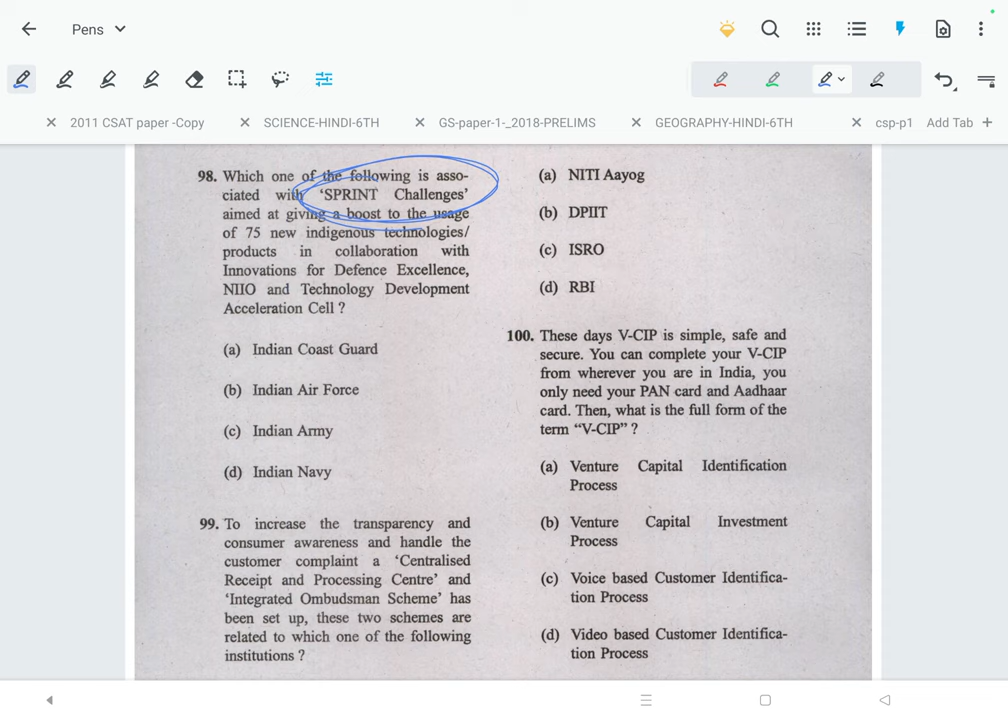 Pens
2011 CSAT paper -Copy
SCIENCE-HINDI-6TH
GS-paper-1-_2018-PRELIMS
GEOGRAPHY-HINDI-6TH
csp-p1
Add Tab +
98. Which one of the following is asso-
ciated with ‘SPRINT Challenges’
aimed at giving a boost to the usage
of 75 new indigenous technologies/
products in collaboration with
Innovations for Defence Excellence,
NIIO and Technology Development
Acceleration Cell ?
(a) Indian Coast Guard
(b) Indian Air Force
(c) Indian Army
(d) Indian Navy
99. To increase the transparency and
consumer awareness and handle the
customer complaint a ‘Centralised
Receipt and Processing Centre’ and
‘Integrated Ombudsman Scheme’ has
been set up, these two schemes are
related to which one of the following
institutions ?
(a) NITI Aayog
(b) DPIIT
(c) ISRO
(d) RBI
100. These days V-CIP is simple, safe and
secure. You can complete your V-CIP
from wherever you are in India, you
only need your PAN card and Aadhaar
card. Then, what is the full form of the
term “V-CIP” ?
(a) Venture Capital Identification
Process
(b) Venture Capital Investment
Process
(c) Voice based Customer Identifica-
tion Process
(d) Video based Customer Identifica-
tion Process